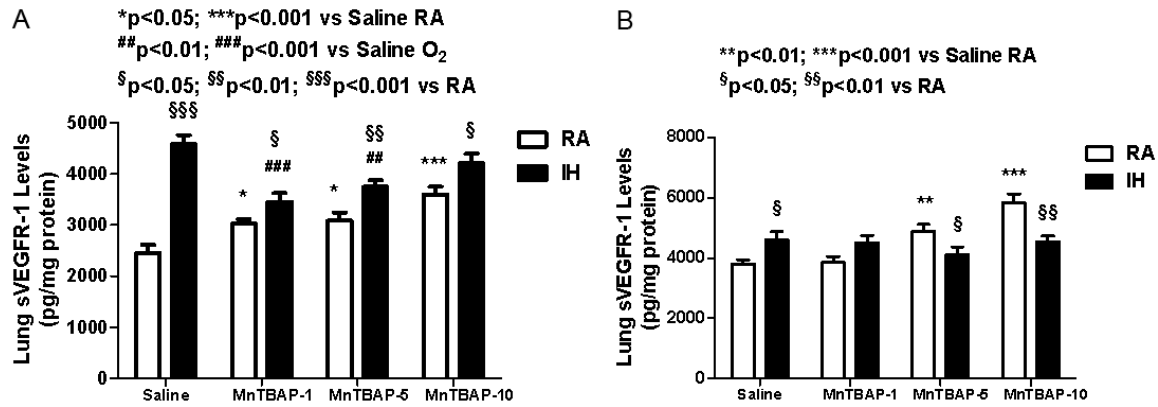 A
*p<0.05; ***p<0.001 vs Saline RA
##p<0.01; ###p<0.001 vs Saline O2
§p<0.05; §§p<0.01; §§§p<0.001 vs RA
Lung sVEGFR-1 Levels
(pg/mg protein)
5000
4000
3000
2000
1000
0
§§§
*
§
###
*
§§
##
***
§
RA
IH
Saline
MnTBAP-1
MnTBAP-5
MnTBAP-10
B
**p<0.01; ***p<0.001 vs Saline RA
§p<0.05; §§p<0.01 vs RA
Lung sVEGFR-1 Levels
(pg/mg protein)
8000
6000
4000
2000
0
§
**
§
***
§§
RA
IH
Saline
MnTBAP-1
MnTBAP-5
MnTBAP-10